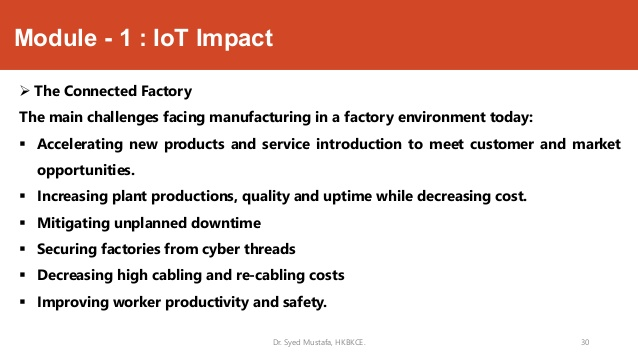 Module - 1 : IoT Impact
➢ The Connected Factory
The main challenges facing manufacturing in a factory environment today:
▪ Accelerating new products and service introduction to meet customer and market
opportunities.
▪ Increasing plant productions, quality and uptime while decreasing cost.
▪ Mitigating unplanned downtime
▪ Securing factories from cyber threads
▪ Decreasing high cabling and re-cabling costs
▪ Improving worker productivity and safety.
Dr. Syed Mustafa, HKBKCE. 30